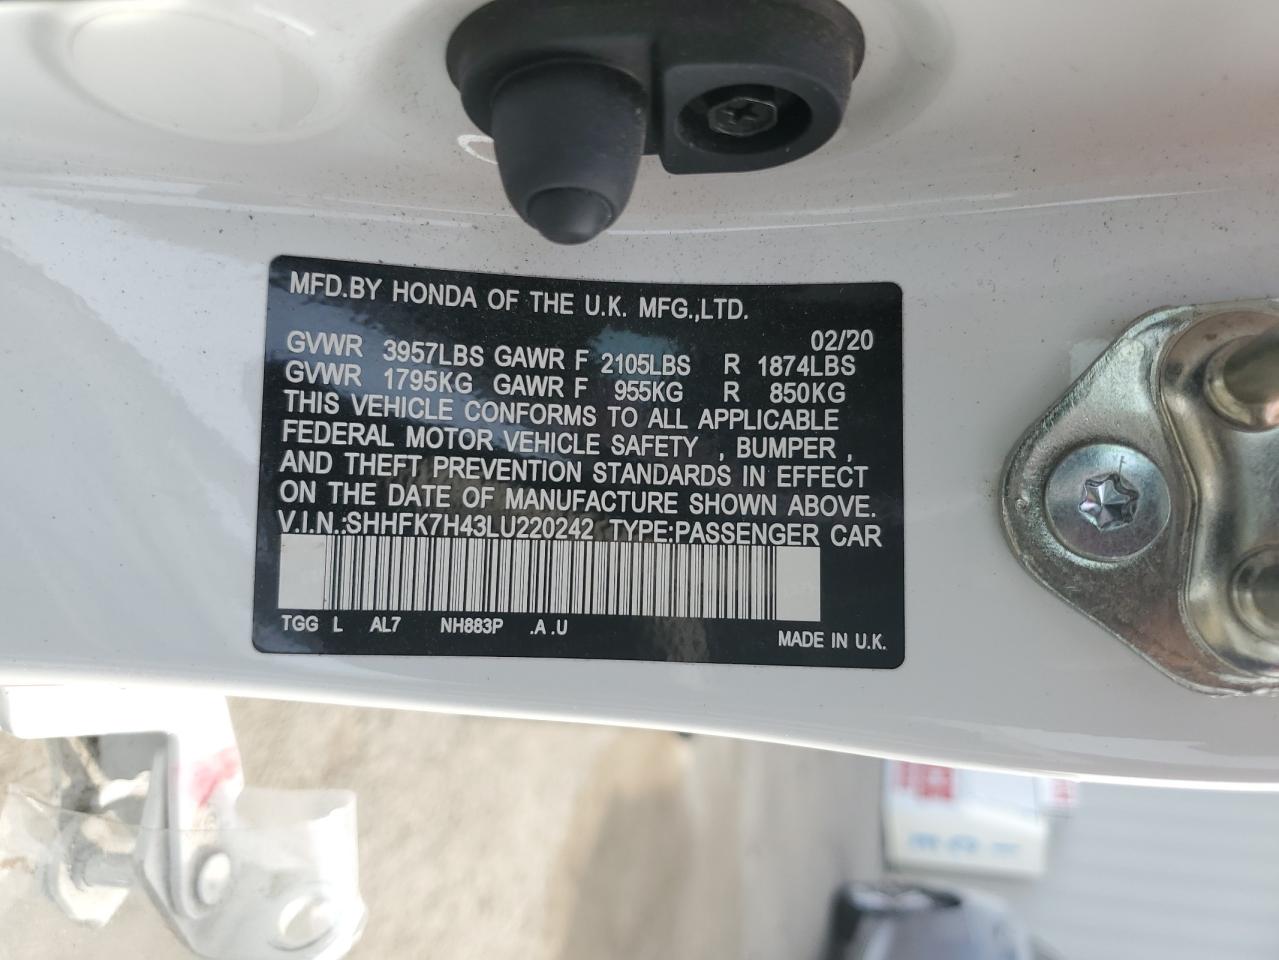 MFD.BY HONDA OF THE U.K. MFG.,LTD.
02/20
GVWR 3957LBS GAWR F 2105LBS R 1874LBS
GVWR 1795KG GAWR F 955KG R 850KG
THIS VEHICLE CONFORMS TO ALL APPLICABLE
FEDERAL MOTOR VEHICLE SAFETY , BUMPER ,
AND THEFT PREVENTION STANDARDS IN EFFECT
ON THE DATE OF MANUFACTURE SHOWN ABOVE.
V.I.N.:SHHFK7H43LU220242 TYPE:PASSENGER CAR
TGG L AL7 NH883P .A .U
MADE IN U.K.